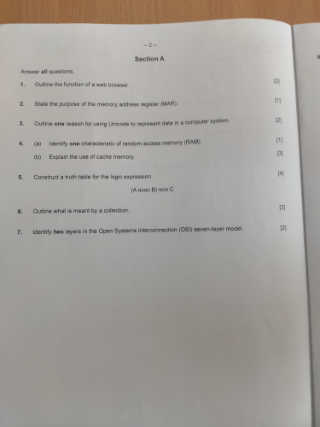 – 2 –
Section A
Answer all questions.
1. Outline the function of a web browser. [2]
2. State the purpose of the memory address register (MAR). [1]
3. Outline one reason for using Unicode to represent data in a computer system. [2]
4. (a) Identify one characteristic of random access memory (RAM). [1]
(b) Explain the use of cache memory. [3]
5. Construct a truth table for the logic expression [4]
B) nor C
6. Outline what is meant by a collection. [2]
7. Identify two layers in the Open Systems Interconnection (OSI) seven-layer model. [2]